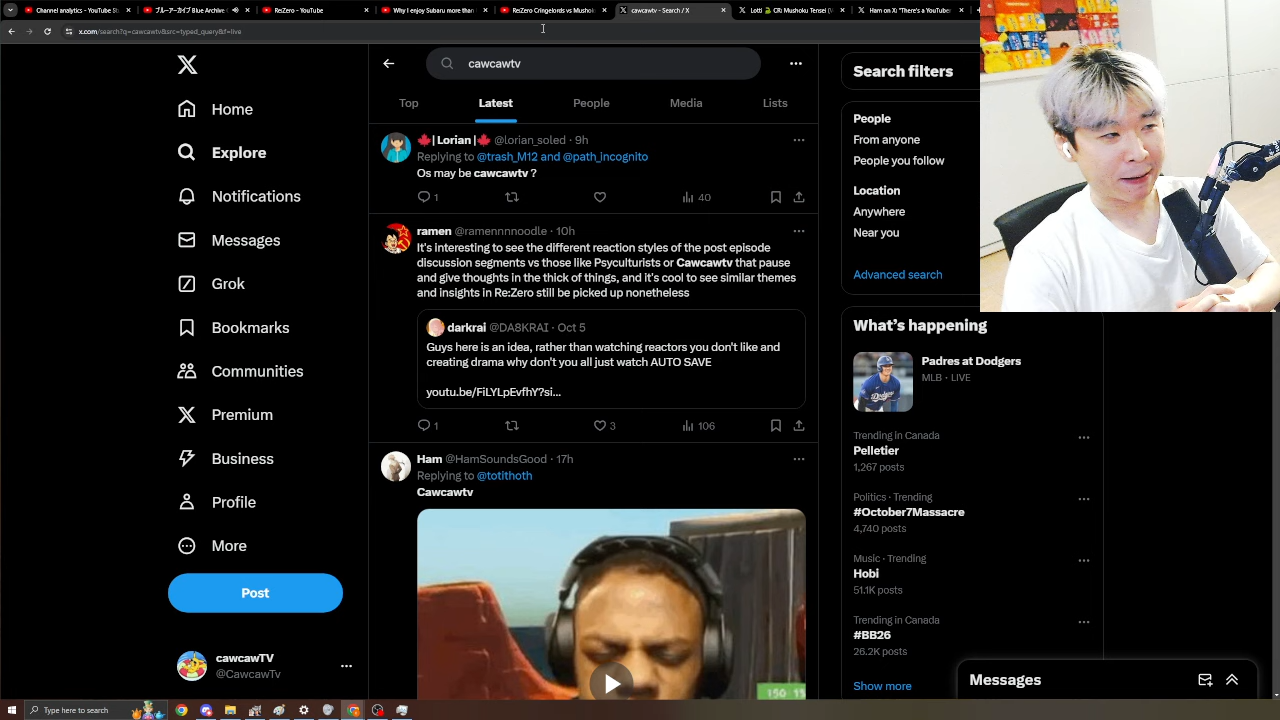 Channel analytics - YouTube St
ブルーアーカイブ Blue Archive
Re:Zero - YouTube
Why I enjoy Subaru more than
Re:Zero Cringelords vs Mushok
cawcawtv - Search / X
Ham on X: "There's a YouTuber
x.com/search?q=cawcawtv&src=typed_query&f=live
cawcawtv
Top
Latest
People
Media
Lists
Home
Explore
Notifications
Messages
Grok
Bookmarks
Communities
Premium
Business
Profile
More
Post
cawcawTV
@CawcawTv
🍁| Lorian |🍁 @lorian_soled · 9h
Replying to @trash_M12 and @path_incognito
Os may be cawcawtv ?
1
40
ramen @ramennnnoodle · 10h
It's interesting to see the different reaction styles of the post episode
discussion segments vs those like Psyculturists or Cawcawtv that pause
and give thoughts in the thick of things, and it's cool to see similar themes
and insights in Re:Zero still be picked up nonetheless
darkrai @DA8KRAI · Oct 5
Guys here is an idea, rather than watching reactors you don't like and
creating drama why don't you all just watch AUTO SAVE
youtu.be/FiLYLpEvfhY?si...
1
3
106
Ham @HamSoundsGood · 17h
Replying to @totithoth
Cawcawtv
Search filters
People
From anyone
People you follow
Location
Anywhere
Near you
Advanced search
What's happening
Padres at Dodgers
MLB · LIVE
Trending in Canada
Pelletier
1,267 posts
Politics · Trending
#October7Massacre
4,740 posts
Music · Trending
Hobi
51.1K posts
Trending in Canada
#BB26
26.2K posts
Show more
Messages
Type here to search